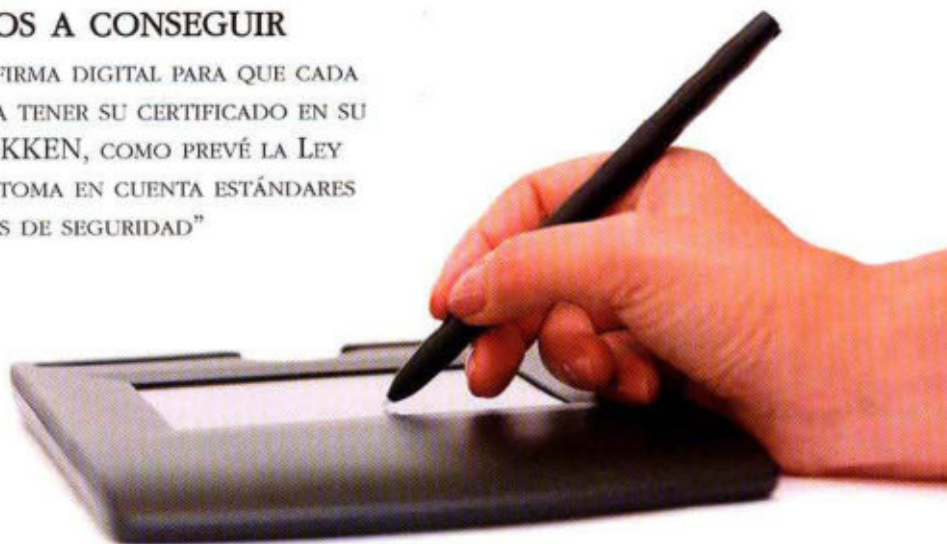 OS A CONSEGUIR
FIRMA DIGITAL PARA QUE CADA
A TENER SU CERTIFICADO EN SU
KKEN, COMO PREVÉ LA LEY
TOMA EN CUENTA ESTÁNDARES
S DE SEGURIDAD”